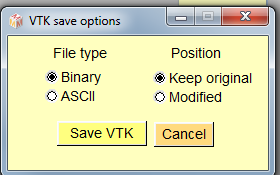 VTK save options
File type Position
Binary Keep original
ASCII Modified
Save VTK Cancel